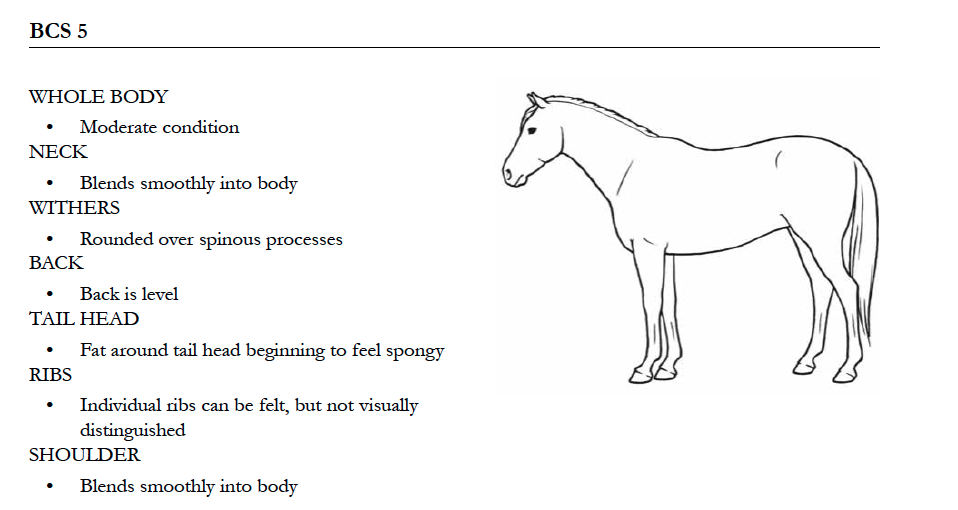 BCS 5
WHOLE BODY
• Moderate condition
NECK
• Blends smoothly into body
WITHERS
• Rounded over spinous processes
BACK
• Back is level
TAIL HEAD
• Fat around tail head beginning to feel spongy
RIBS
• Individual ribs can be felt, but not visually
distinguished
SHOULDER
• Blends smoothly into body